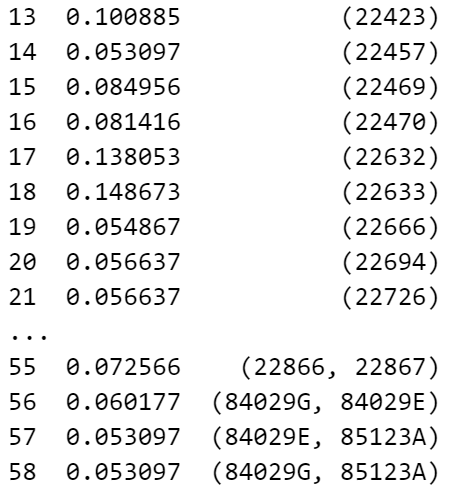 13 0.100885 (22423)
14 0.053097 (22457)
15 0.084956 (22469)
16 0.081416 (22470)
17 0.138053 (22632)
18 0.148673 (22633)
19 0.054867 (22666)
20 0.056637 (22694)
21 0.056637 (22726)
...
55 0.072566 (22866, 22867)
56 0.060177 (84029G, 84029E)
57 0.053097 (84029E, 85123A)
58 0.053097 (84029G, 85123A)